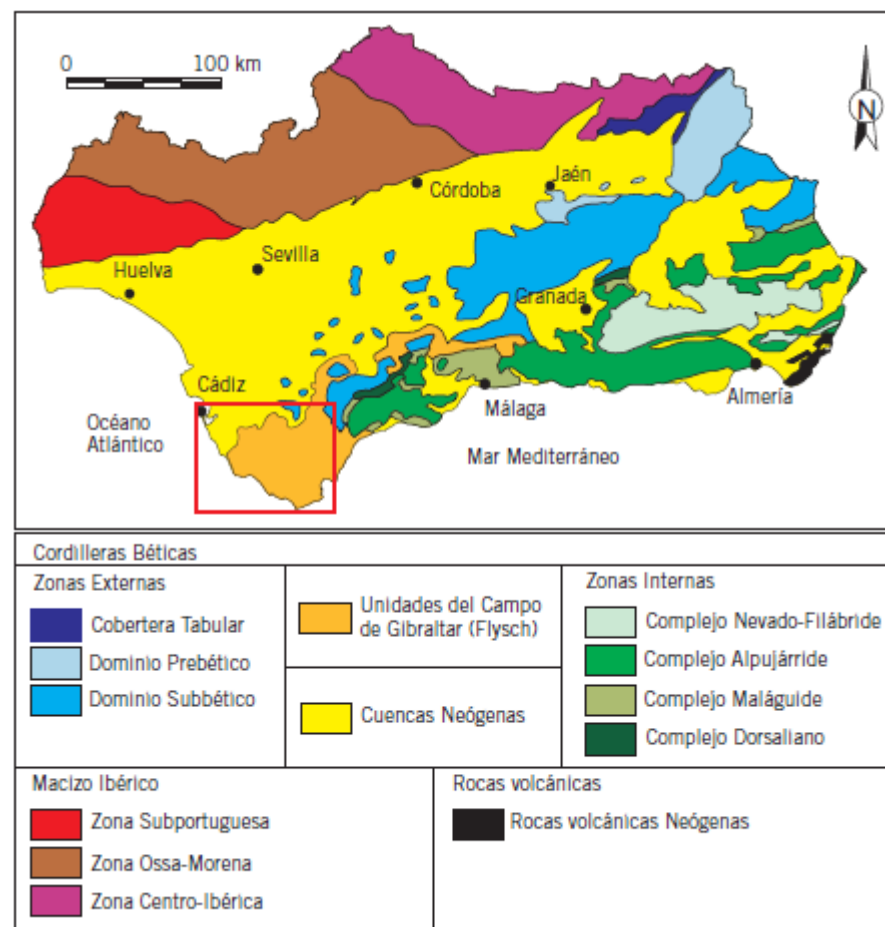 0 100 km
N
Córdoba
Jaén
Sevilla
Huelva
Granada
Cádiz
Málaga
Almería
Océano
Atlántico
Mar Mediterráneo
Cordilleras Béticas
Zonas Externas
Cobertera Tabular
Dominio Prebético
Dominio Subbético
Unidades del Campo
de Gibraltar (Flysch)
Cuencas Neógenas
Zonas Internas
Complejo Nevado-Filábride
Complejo Alpujárride
Complejo Maláguide
Complejo Dorsaliano
Macizo Ibérico
Zona Subportuguesa
Zona Ossa-Morena
Zona Centro-Ibérica
Rocas volcánicas
Rocas volcánicas Neógenas